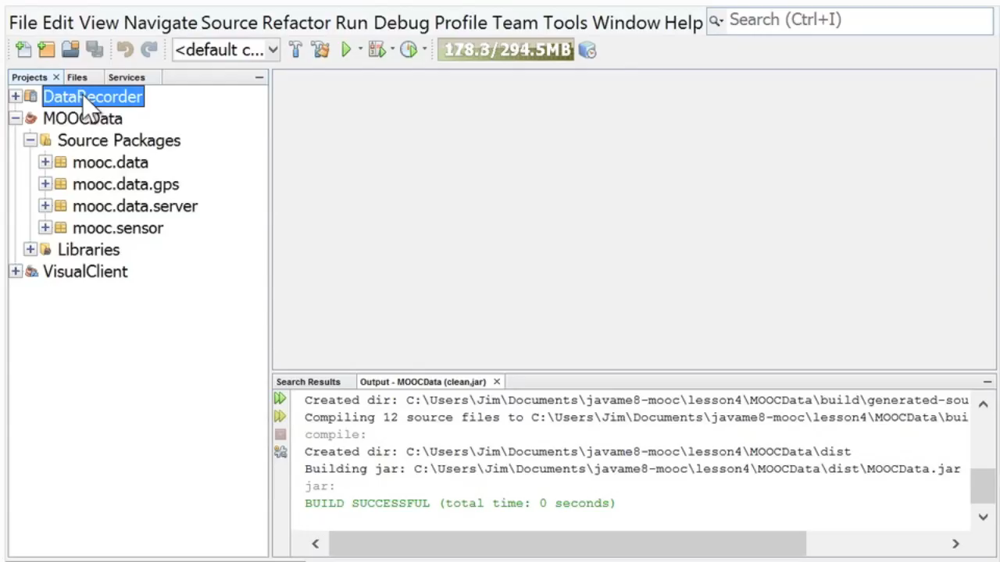 File Edit View Navigate Source Refactor Run Debug Profile Team Tools Window Help Search (Ctrl+I)
<default c... 178.3/294.5MB
Projects Files Services
DataRecorder
MOOCData
Source Packages
mooc.data
mooc.data.gps
mooc.data.server
mooc.sensor
Libraries
VisualClient
Search Results Output - MOOCData (clean,jar)
Created dir: C:\Users\Jim\Documents\javame8-mooc\lesson4\MOOCData\build\generated-sou
Compiling 12 source files to C:\Users\Jim\Documents\javame8-mooc\lesson4\MOOCData\bui
compile:
Created dir: C:\Users\Jim\Documents\javame8-mooc\lesson4\MOOCData\dist
Building jar: C:\Users\Jim\Documents\javame8-mooc\lesson4\MOOCData\dist\MOOCData.jar
jar:
BUILD SUCCESSFUL (total time: 0 seconds)